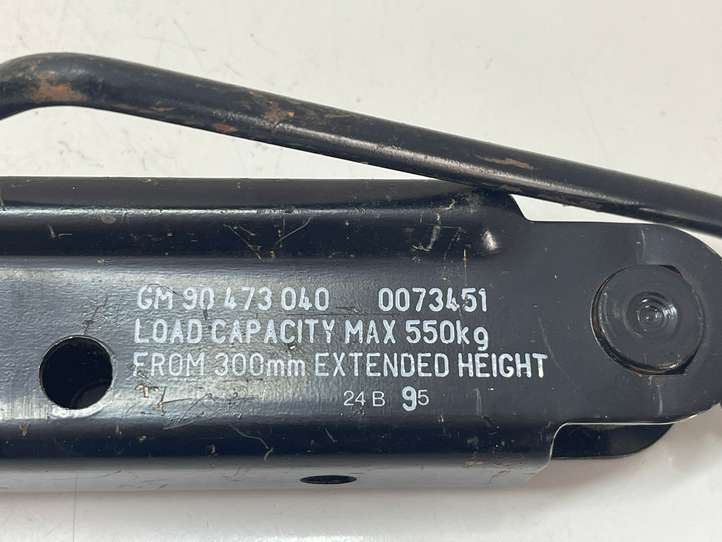 GM 90 473 040 0073451
LOAD CAPACITY MAX 550kg
FROM 300mm EXTENDED HEIGHT
24 B 95